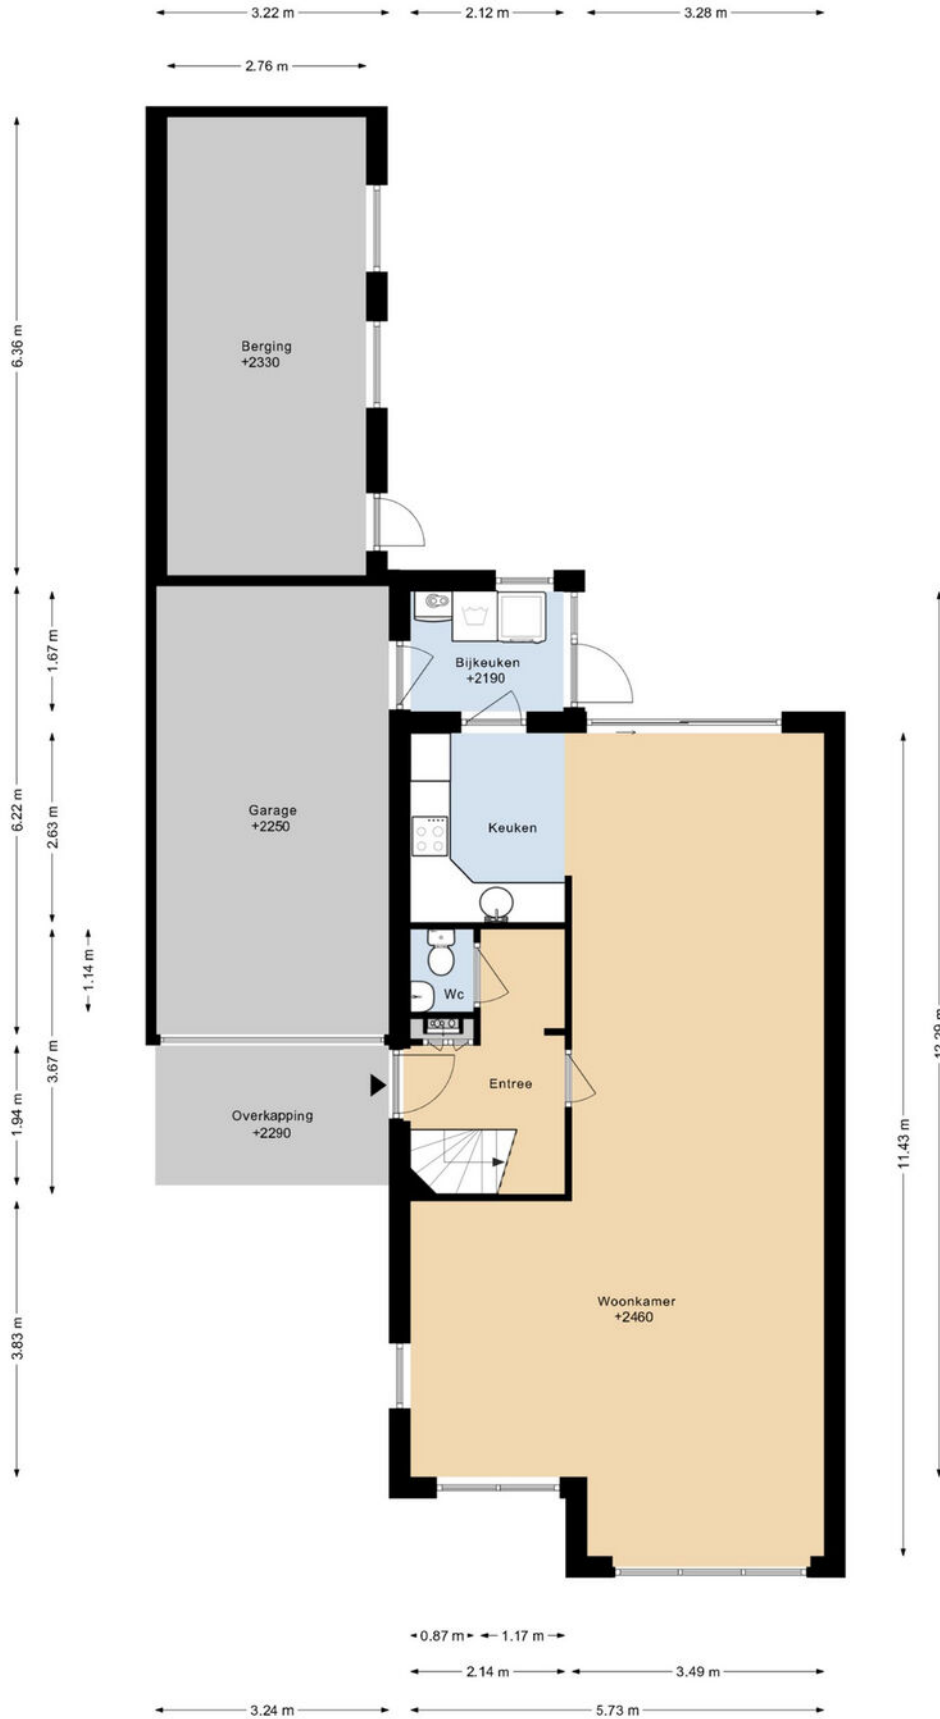 3.22 m
2.12 m
3.28 m
2.76 m
6.36 m
Berging
+2330
1.67 m
Bijkeuken
+2190
6.22 m
2.63 m
Garage
+2250
Keuken
1.14 m
Wc
3.67 m
1.94 m
Entree
Overkapping
+2290
11.43 m
3.83 m
Woonkamer
+2460
0.87 m
1.17 m
2.14 m
3.49 m
3.24 m
5.73 m